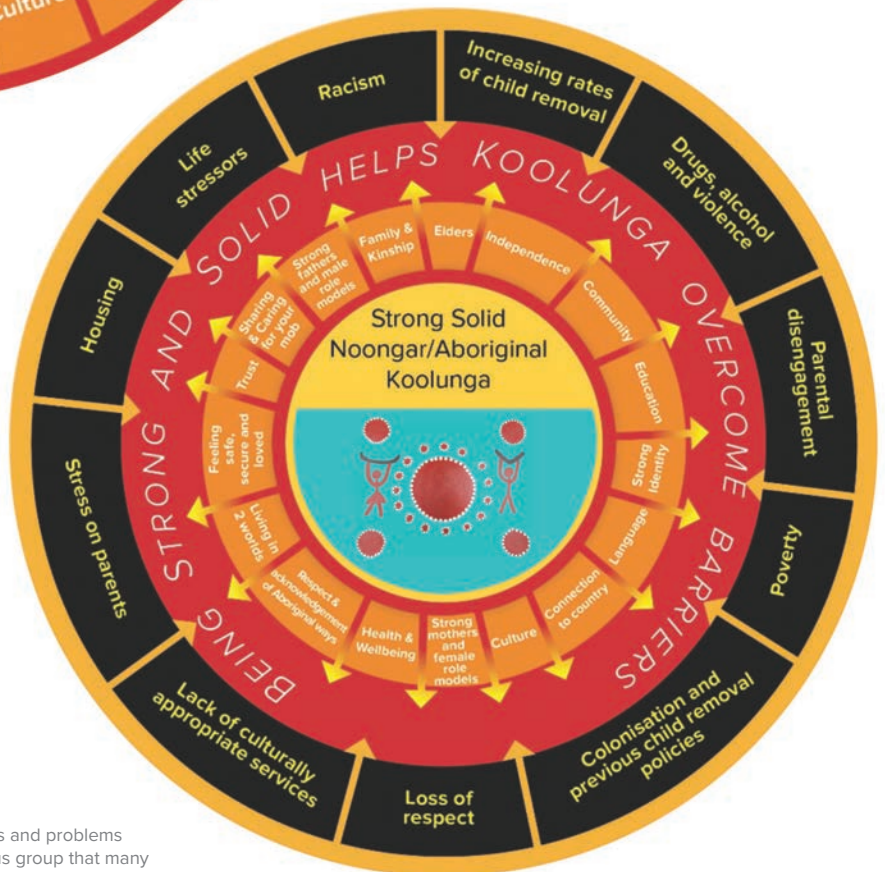 Culture
Increasing rates
of child removal
Drugs, alcohol
and violence
Parental
disengagement
Poverty
Colonisation and
previous child removal
policies
Loss of
respect
Lack of culturally
appropriate services
Stress on parents
Housing
Life
stressors
Racism
BEING STRONG AND SOLID HELPS KOOLUNGA OVERCOME BARRIERS
Elders
Independence
Community
Education
Strong
Identity
Language
Connection
to country
Culture
Strong
mothers
and
female
role
models
Health &
Wellbeing
Respect &
acknowledgement
of Aboriginal ways
Living in
2 worlds
Feeling
safe,
secure and
loved
Trust
Sharing
& Caring
for your
mob
Strong
fathers
and male
role
models
Family &
Kinship
Strong Solid
Noongar/Aboriginal
Koolunga
and problems
group that many